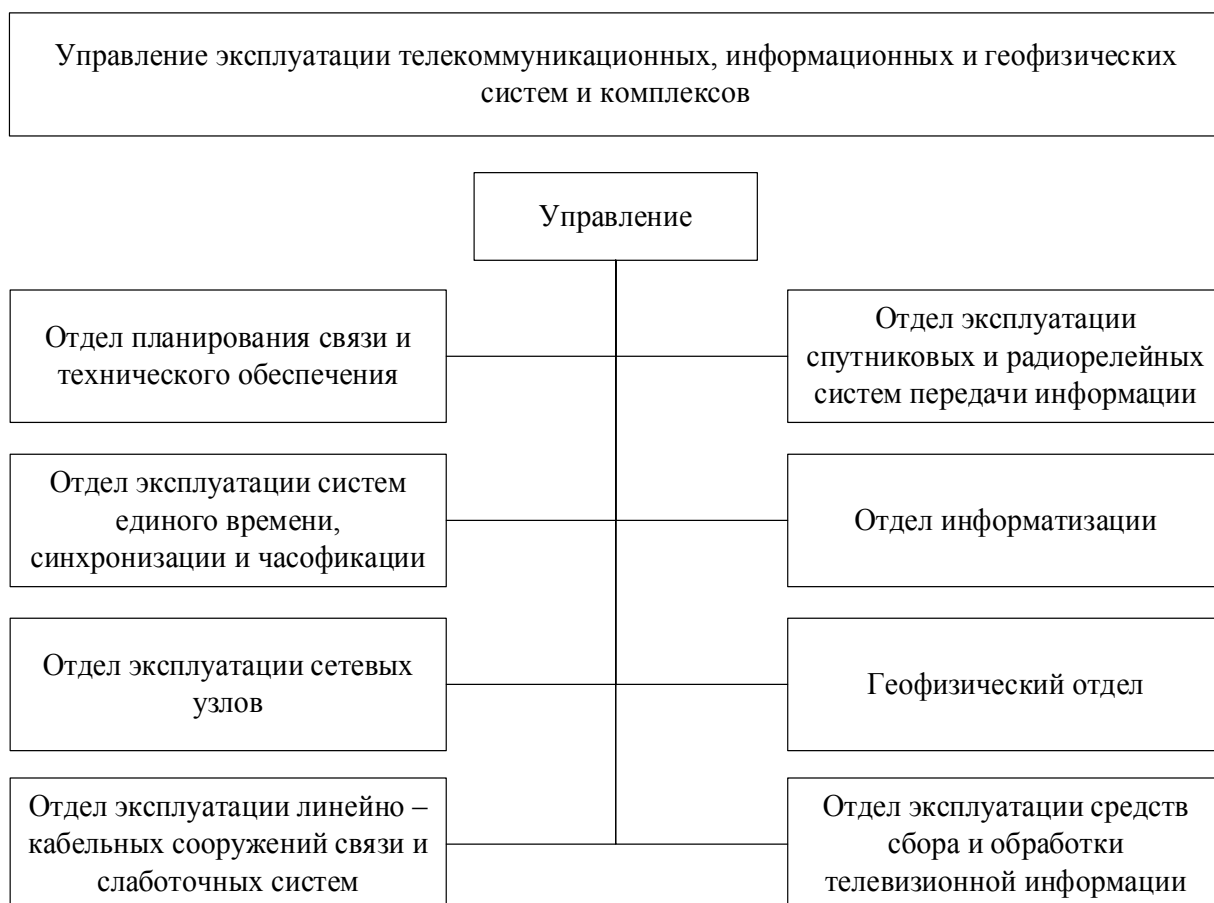 Управление эксплуатации телекоммуникационных, информационных и геофизических
систем и комплексов
Управление
Отдел планирования связи и
технического обеспечения
Отдел эксплуатации
спутниковых и радиорелейных
систем передачи информации
Отдел эксплуатации систем
единого времени,
синхронизации и часофикации
Отдел информатизации
Отдел эксплуатации сетевых
узлов
Геофизический отдел
Отдел эксплуатации линейно –
кабельных сооружений связи и
слаботочных систем
Отдел эксплуатации средств
сбора и обработки
телевизионной информации